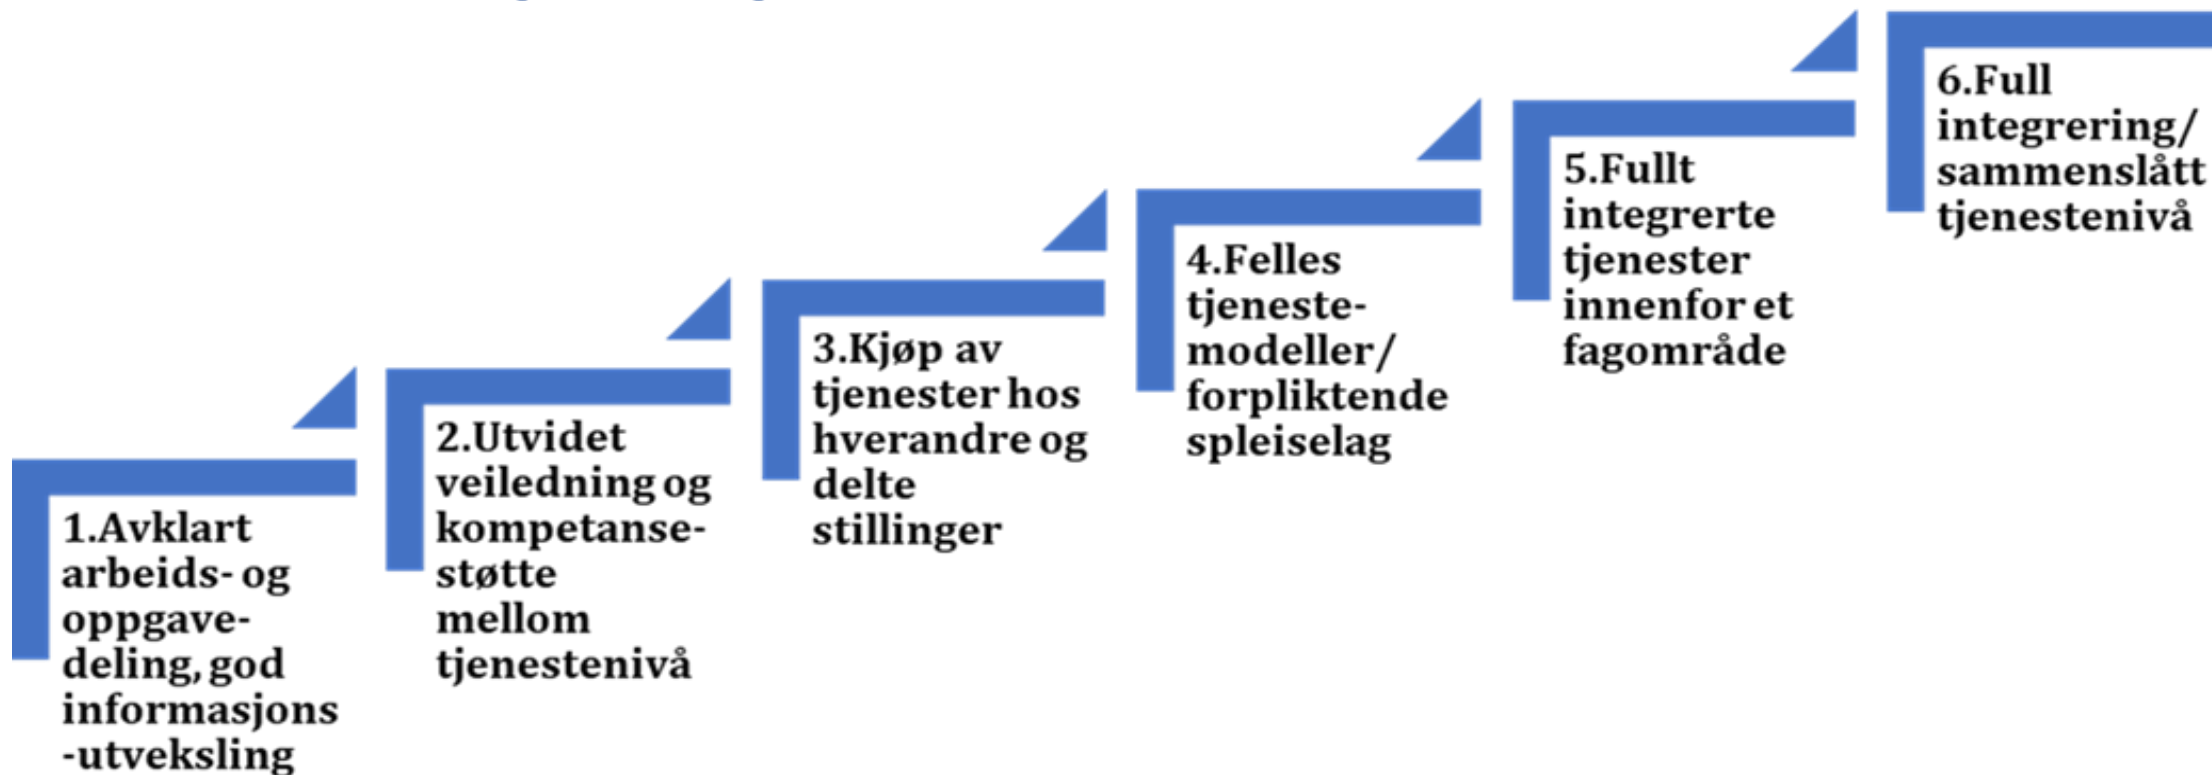 1.Avklart
arbeids- og
oppgave-
deling, god
informasjons
-utveksling
2.Utvidet
veiledning og
kompetanse-
støtte
mellom
tjenestenivå
3.Kjøp av
tjenester hos
hverandre og
delte
stillinger
4.Felles
tjeneste-
modeller/
forpliktende
spleiselag
5.Fullt
integrerte
tjenester
innenfor et
fagområde
6.Full
integrering/
sammenslått
tjenestenivå